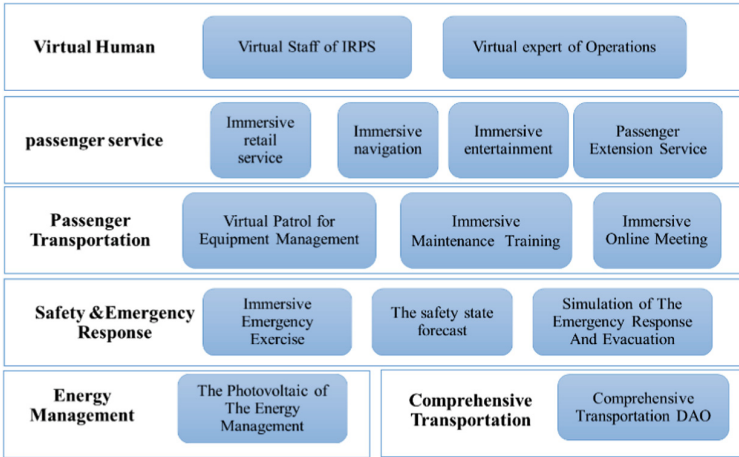 Virtual Human
Virtual Staff of IRPS
Virtual expert of Operations
passenger service
Immersive
retail
service
Immersive
navigation
Immersive
entertainment
Passenger
Extension Service
Passenger
Transportation
Virtual Patrol for
Equipment Management
Immersive
Maintenance Training
Immersive
Online Meeting
Safety &Emergency
Response
Immersive
Emergency
Exercise
The safety state
forecast
Simulation of The
Emergency Response
And Evacuation
Energy
Management
The Photovoltaic of
The Energy
Management
Comprehensive
Transportation
Comprehensive
Transportation DAO